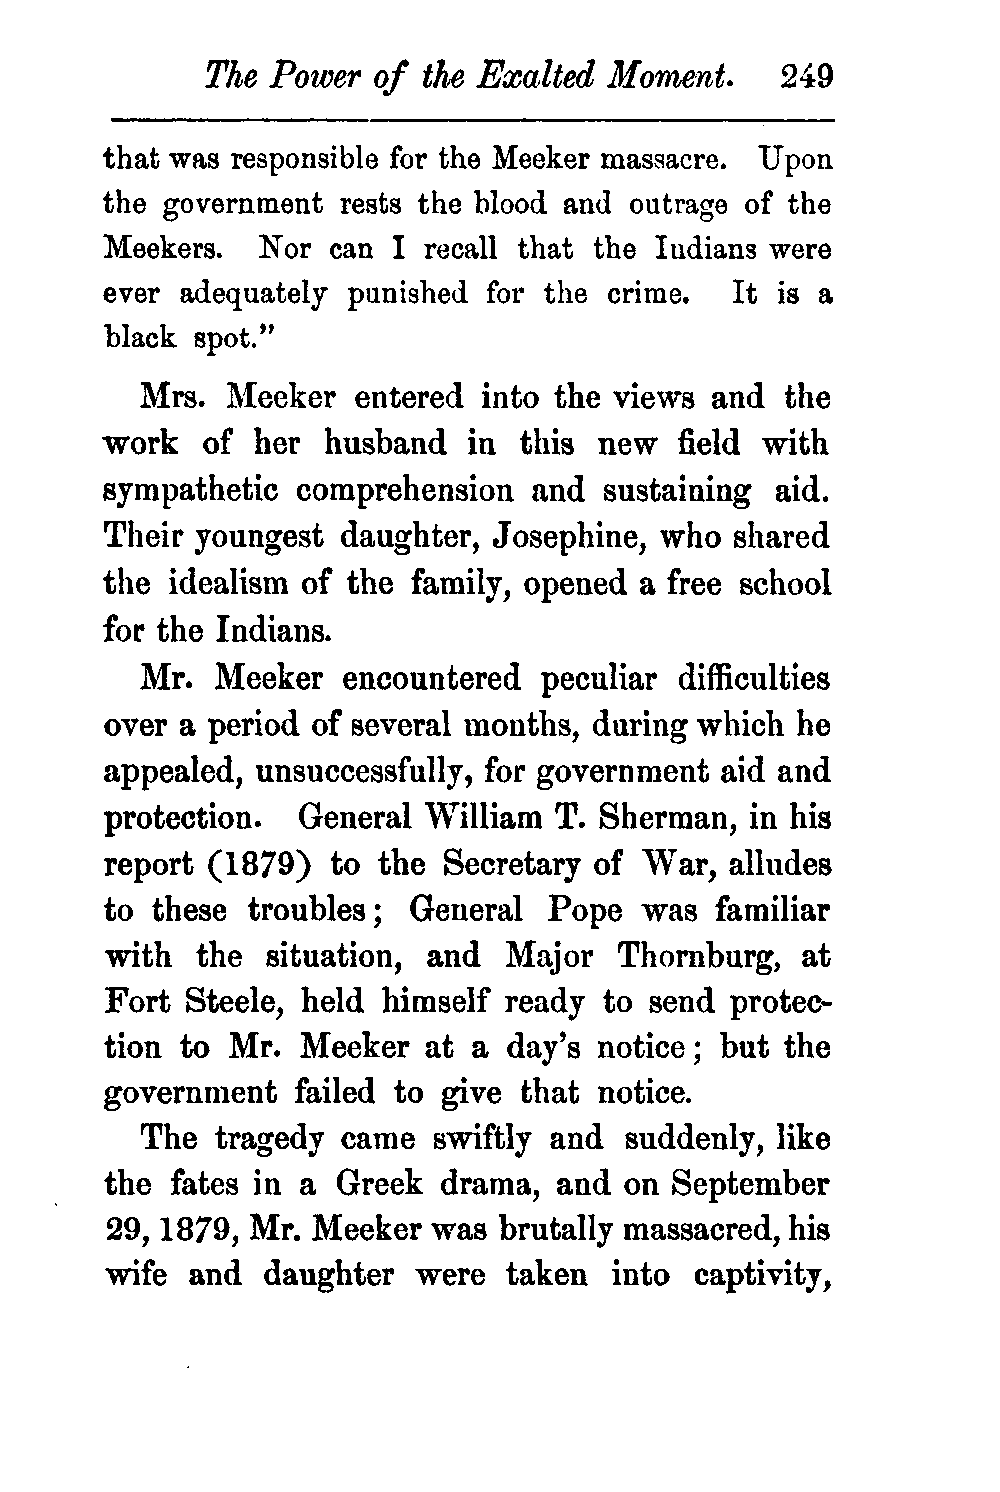 The Power of the Exalted Moment. 249
that was responsible for the Meeker massacre. Upon
the government rests the blood and outrage of the
Meekers. Nor can I recall that the Indians were
ever adequately punished for the crime. It is a
black spot."
Mrs. Meeker entered into the views and the
work of her husband in this new field with
sympathetic comprehension and sustaining aid.
Their youngest daughter, Josephine, who shared
the idealism of the family, opened a free school
for the Indians.
Mr. Meeker encountered peculiar difficulties
over a period of several months, during which he
appealed, unsuccessfully, for government aid and
protection. General William T. Sherman, in his
report (1879) to the Secretary of War, alludes
to these troubles; General Pope was familiar
with the situation, and Major Thornburg, at
Fort Steele, held himself ready to send protec-
tion to Mr. Meeker at a day's notice; but the
government failed to give that notice.
The tragedy came swiftly and suddenly, like
the fates in a Greek drama, and on September
29, 1879, Mr. Meeker was brutally massacred, his
wife and daughter were taken into captivity,